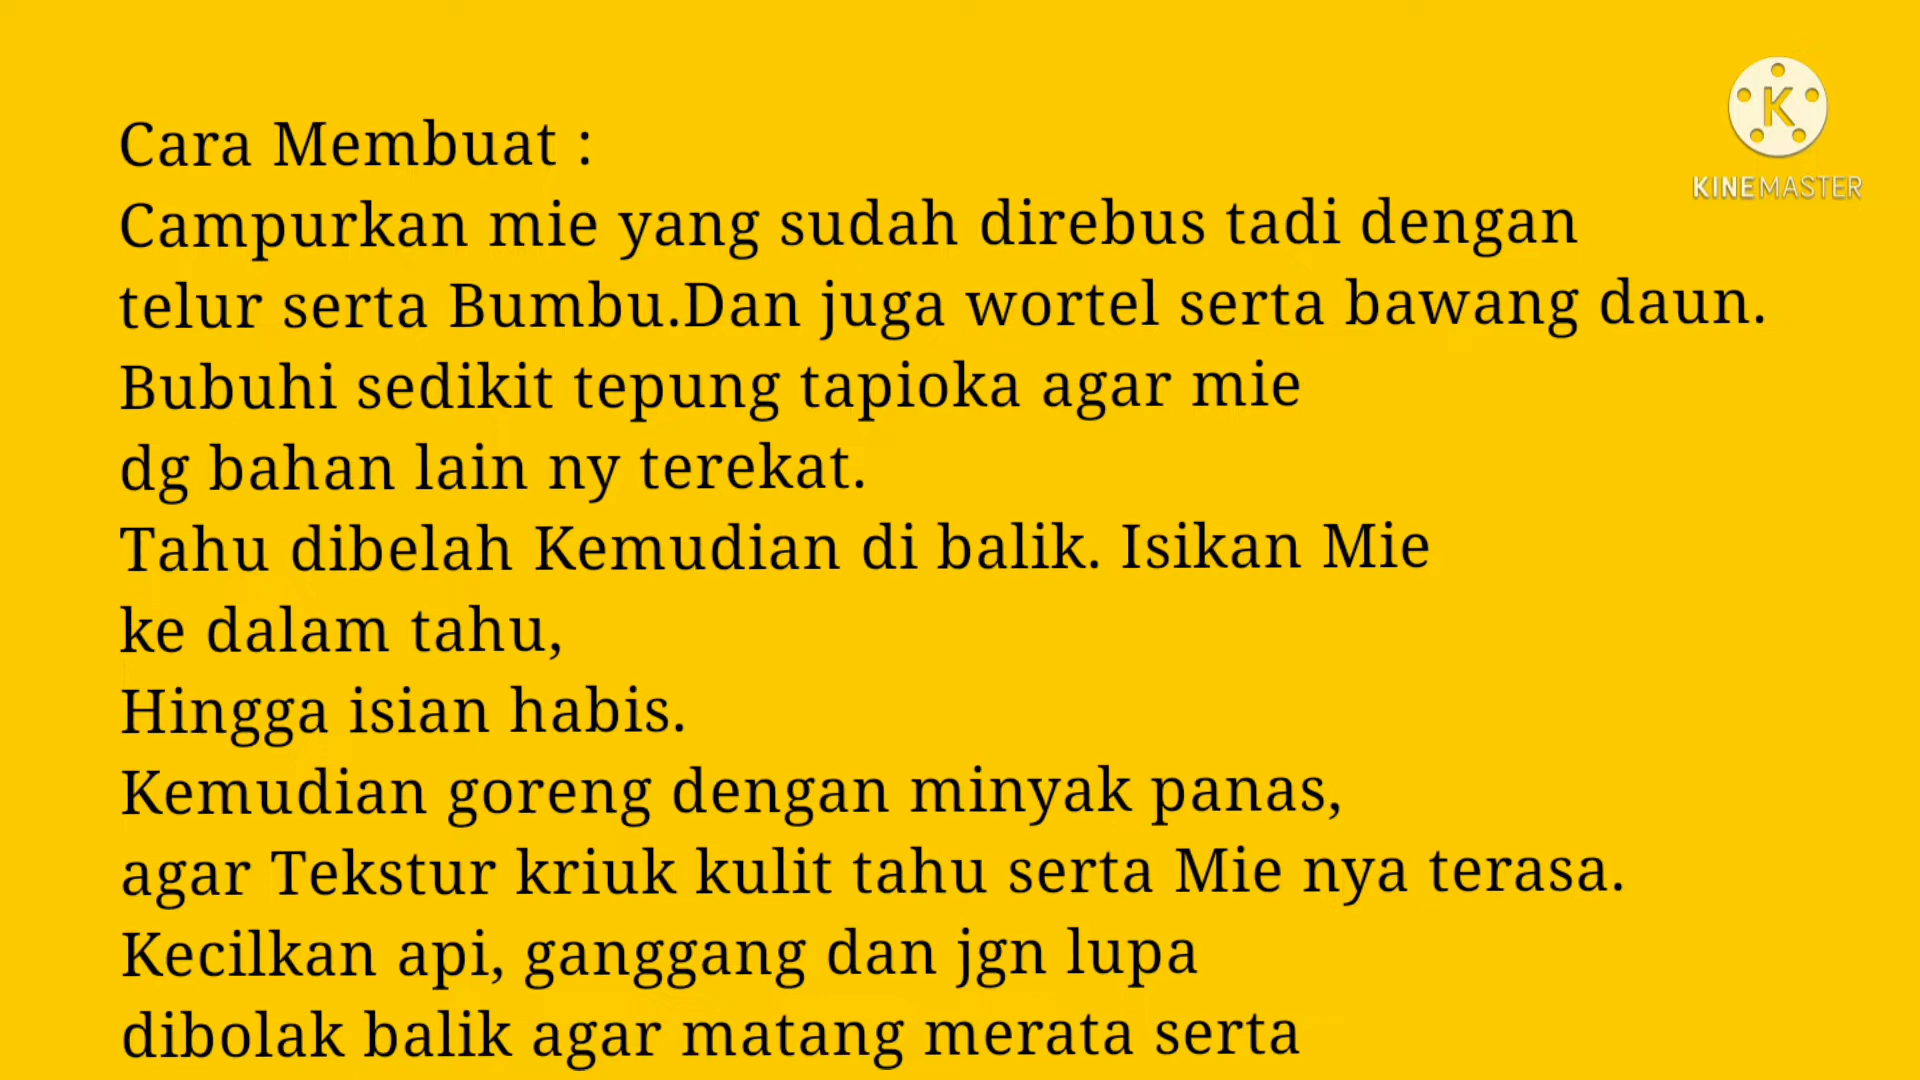 Cara Membuat :
Campurkan mie yang sudah direbus tadi dengan
telur serta Bumbu.Dan juga wortel serta bawang daun.
Bubuhi sedikit tepung tapioka agar mie
dg bahan lain ny terekat.
Tahu dibelah Kemudian di balik. Isikan Mie
ke dalam tahu,
Hingga isian habis.
Kemudian goreng dengan minyak panas,
agar Tekstur kriuk kulit tahu serta Mie nya terasa.
Kecilkan api, ganggang dan jgn lupa
dibolak balik agar matang merata serta
K
KINEMASTER